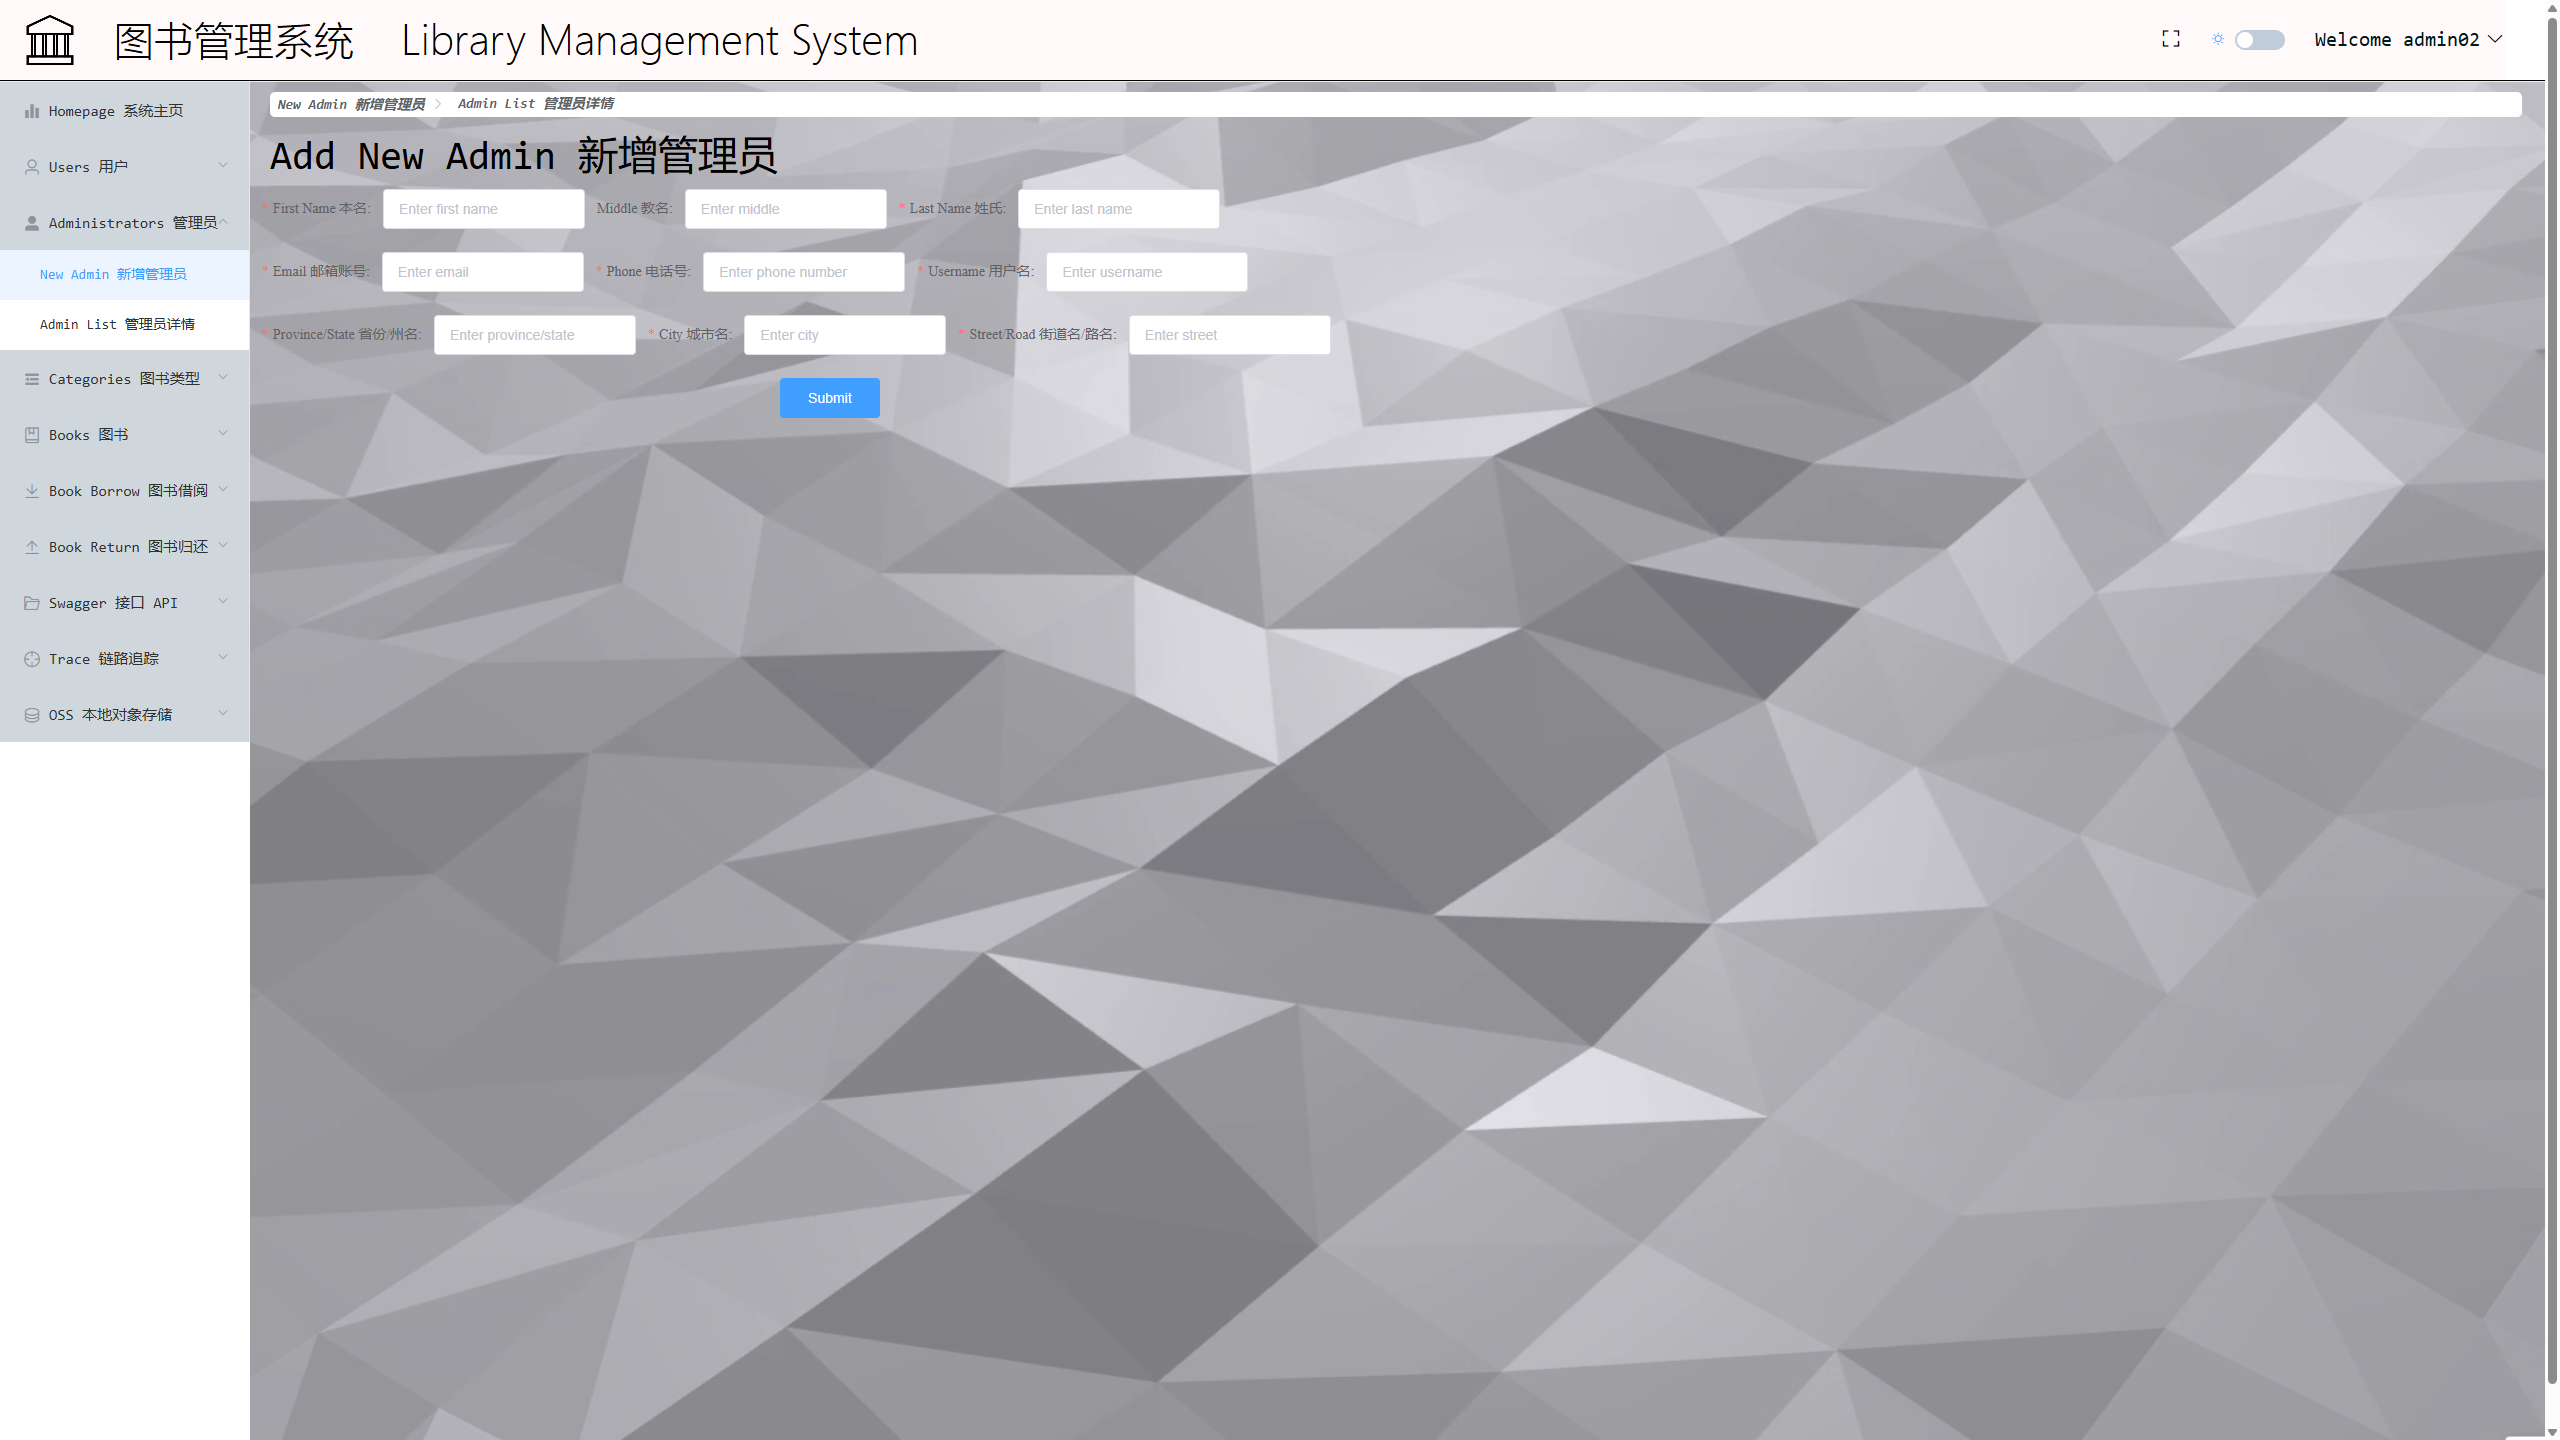 图书管理系统 Library Management System
Welcome admin02
Homepage 系统主页
Users 用户
Administrators 管理员
New Admin 新增管理员
Admin List 管理员详情
Categories 图书类型
Books 图书
Book Borrow 图书借阅
Book Return 图书归还
Swagger 接口 API
Trace 链路追踪
OSS 本地对象存储
New Admin 新增管理员 Admin List 管理员详情
Add New Admin 新增管理员
* First Name 本名: Enter first name Middle 教名: Enter middle * Last Name 姓氏: Enter last name
* Email 邮箱账号: Enter email * Phone 电话号: Enter phone number * Username 用户名: Enter username
* Province/State 省份/州名: Enter province/state * City 城市名: Enter city * Street/Road 街道名/路名: Enter street
Submit